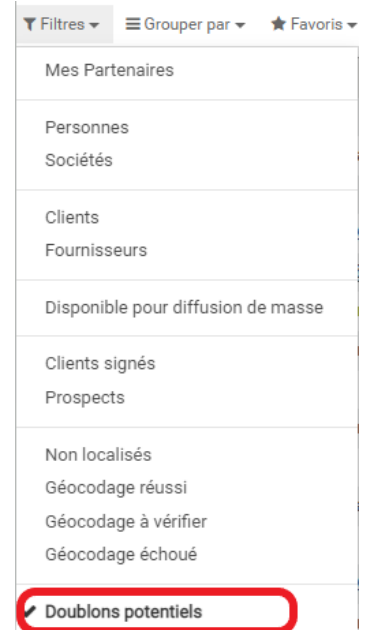 Filtres Grouper par Favoris
Mes Partenaires
Personnes
Sociétés
Clients
Fournisseurs
Disponible pour diffusion de masse
Clients signés
Prospects
Non localisés
Géocodage réussi
Géocodage à vérifier
Géocodage échoué
Doublons potentiels